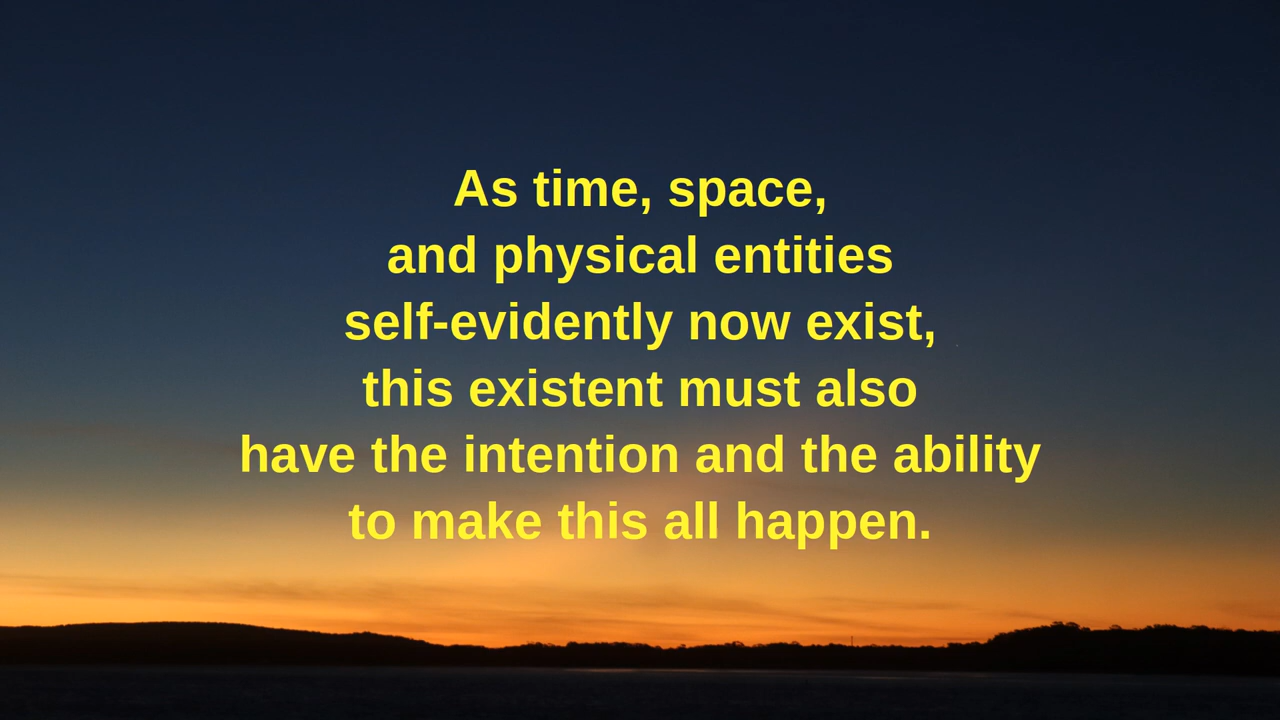 As time, space,
and physical entities
self-evidently now exist,
this existent must also
have the intention and the ability
to make this all happen.